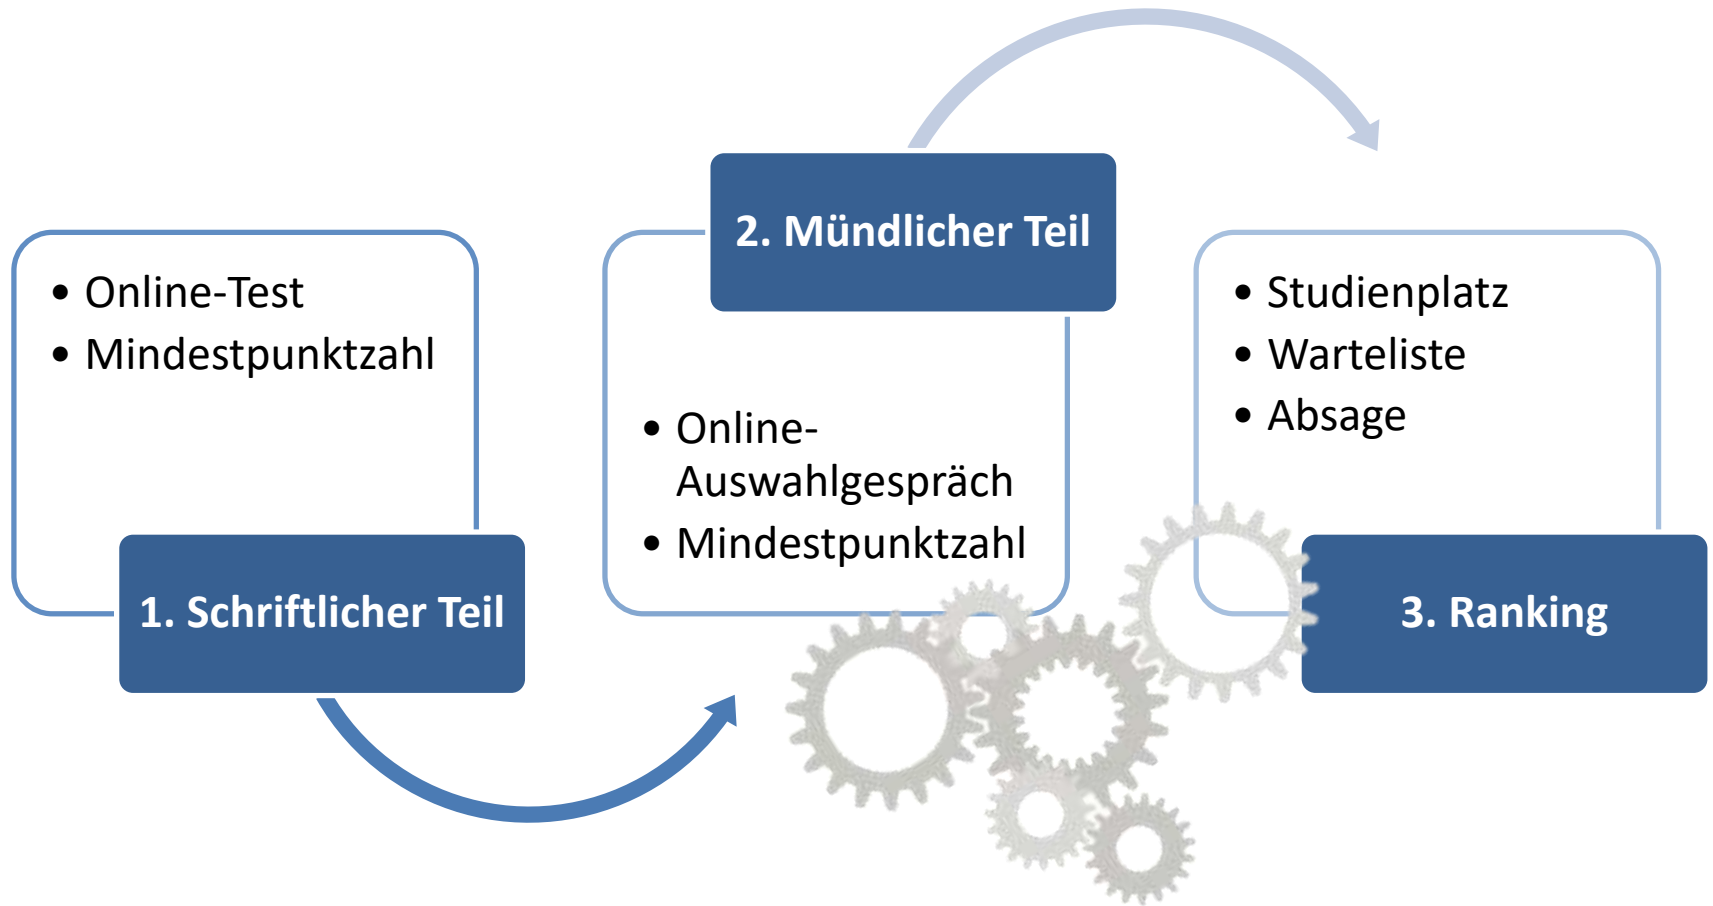 • Online-Test
• Mindestpunktzahl
1. Schriftlicher Teil
2. Mündlicher Teil
• Online-
Auswahlgespräch
• Mindestpunktzahl
• Studienplatz
• Warteliste
• Absage
3. Ranking